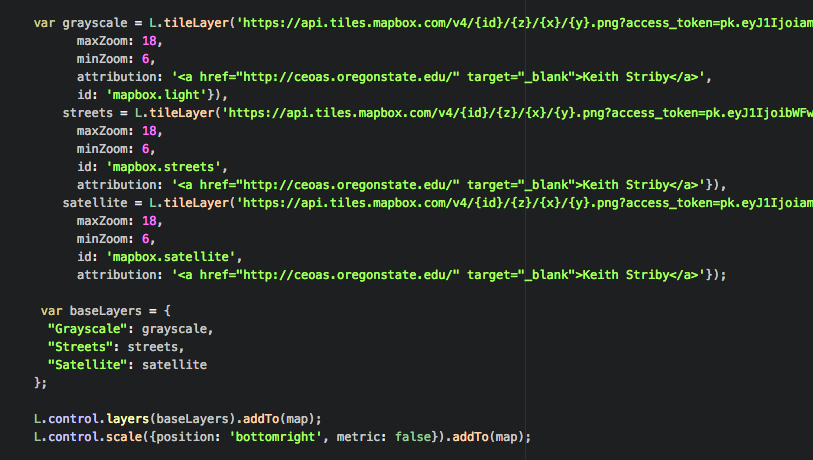 var grayscale = L.tileLayer('https://api.tiles.mapbox.com/v4/{id}/{z}/{x}/{y}.png?access_token=pk.eyJ1Ijoiam
maxZoom: 18,
minZoom: 6,
attribution: '<a href="http://ceoas.oregonstate.edu/" target="_blank">Keith Striby</a>',
id: 'mapbox.light'}),
streets = L.tileLayer('https://api.tiles.mapbox.com/v4/{id}/{z}/{x}/{y}.png?access_token=pk.eyJ1IjoibWFw
maxZoom: 18,
minZoom: 6,
id: 'mapbox.streets',
attribution: '<a href="http://ceoas.oregonstate.edu/" target="_blank">Keith Striby</a>'}),
satellite = L.tileLayer('https://api.tiles.mapbox.com/v4/{id}/{z}/{x}/{y}.png?access_token=pk.eyJ1Ijoiam
maxZoom: 18,
minZoom: 6,
id: 'mapbox.satellite',
attribution: '<a href="http://ceoas.oregonstate.edu/" target="_blank">Keith Striby</a>'});
var baseLayers = {
"Grayscale": grayscale,
"Streets": streets,
"Satellite": satellite
};
L.control.layers(baseLayers).addTo(map);
L.control.scale({position: 'bottomright', metric: false}).addTo(map);